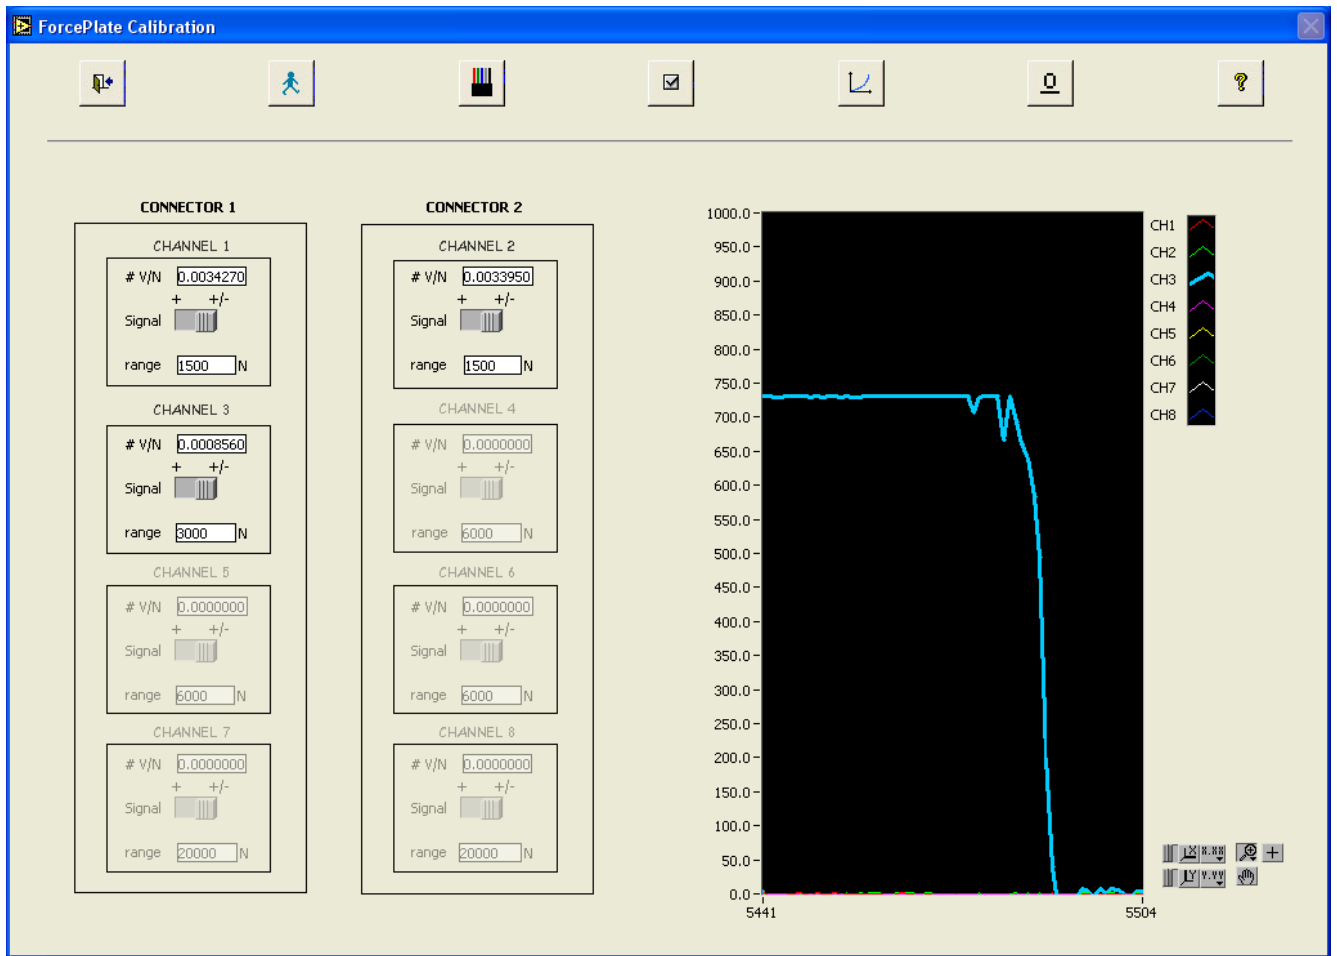 ForcePlate Calibration
0
?
CONNECTOR 1
CHANNEL 1
# V/N 0.0034270
+ +/-
Signal
range 1500 N
CHANNEL 3
# V/N 0.0008560
+ +/-
Signal
range 3000 N
CHANNEL 5
# V/N 0.0000000
+ +/-
Signal
range 6000 N
CHANNEL 7
# V/N 0.0000000
+ +/-
Signal
range 20000 N
CONNECTOR 2
CHANNEL 2
# V/N 0.0033950
+ +/-
Signal
range 1500 N
CHANNEL 4
# V/N 0.0000000
+ +/-
Signal
range 6000 N
CHANNEL 6
# V/N 0.0000000
+ +/-
Signal
range 6000 N
CHANNEL 8
# V/N 0.0000000
+ +/-
Signal
range 20000 N
1000.0
950.0
900.0
850.0
800.0
750.0
700.0
650.0
600.0
550.0
500.0
450.0
400.0
350.0
300.0
250.0
200.0
150.0
100.0
50.0
0.0
5441 5504
CH1
CH2
CH3
CH4
CH5
CH6
CH7
CH8
X X.XX
Y Y.YY